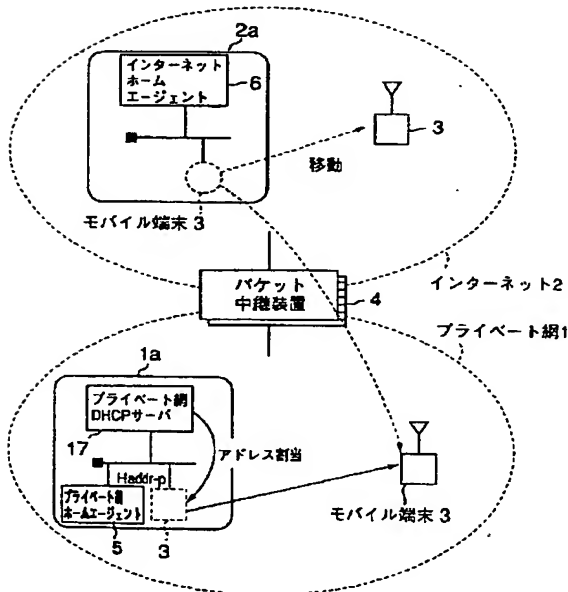 2a
インターネット
ホーム
エージェント
6
3
移動
モバイル端末 3
パケット
中継装置
4
インターネット2
プライベート網1
1a
プライベート網
DHCPサーバ
17
アドレス割当
Haddr-p
プライベート網
ホームエージェント
5
3
モバイル端末 3